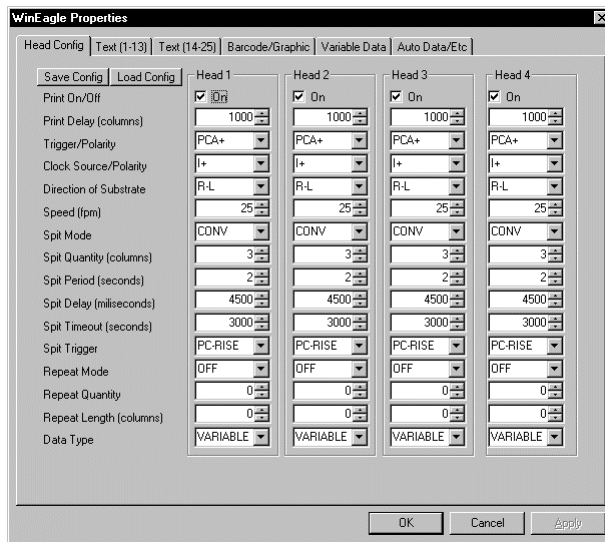 WinEagle Properties
Head Config Text (1-13) Text (14-25) Barcode/Graphic Variable Data Auto Data/Etc
Save Config Load Config Head 1 Head 2 Head 3 Head 4
Print On/Off On On On On
Print Delay (columns) 1000 1000 1000 1000
Trigger/Polarity PCA+ PCA+ PCA+ PCA+
Clock Source/Polarity I+ I+ I+ I+
Direction of Substrate R-L R-L R-L R-L
Speed (fpm) 25 25 25 25
Spit Mode CONV CONV CONV CONV
Spit Quantity (columns) 3 3 3 3
Spit Period (seconds) 2 2 2 2
Spit Delay (miliseconds) 4500 4500 4500 4500
Spit Timeout (seconds) 3000 3000 3000 3000
Spit Trigger PC-RISE PC-RISE PC-RISE PC-RISE
Repeat Mode OFF OFF OFF OFF
Repeat Quantity 0 0 0 0
Repeat Length (columns) 0 0 0 0
Data Type VARIABLE VARIABLE VARIABLE VARIABLE
OK Cancel Apply